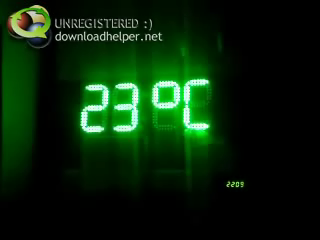 UNREGISTERED :)
downloadhelper.net
23°C
2209